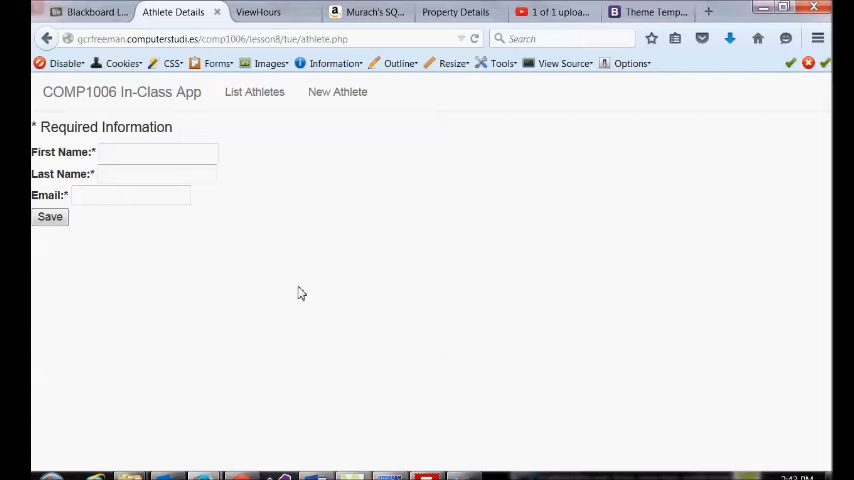 Blackboard L... Athlete Details × ViewHours Murach's SQ... Property Details 1 of 1 uploa... Theme Temp... +
gcrfreeman.computerstudi.es/comp1006/lesson8/tue/athlete.php Search
Disable Cookies CSS Forms Images Information Outline Resize Tools View Source Options
COMP1006 In-Class App List Athletes New Athlete
* Required Information
First Name:*
Last Name:*
Email:*
Save